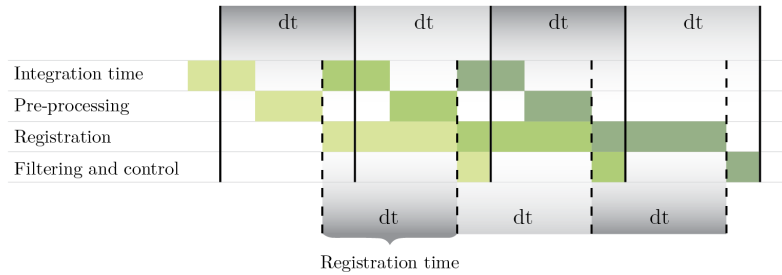 dt dt dt dt
Integration time
Pre-processing
Registration
Filtering and control
dt dt dt
Registration time